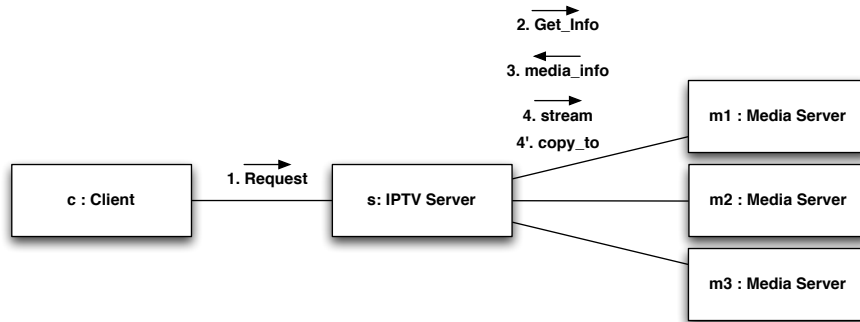 2. Get_Info
3. media_info
4. stream
4'. copy_to
m1 : Media Server
1. Request
c : Client
s: IPTV Server
m2 : Media Server
m3 : Media Server